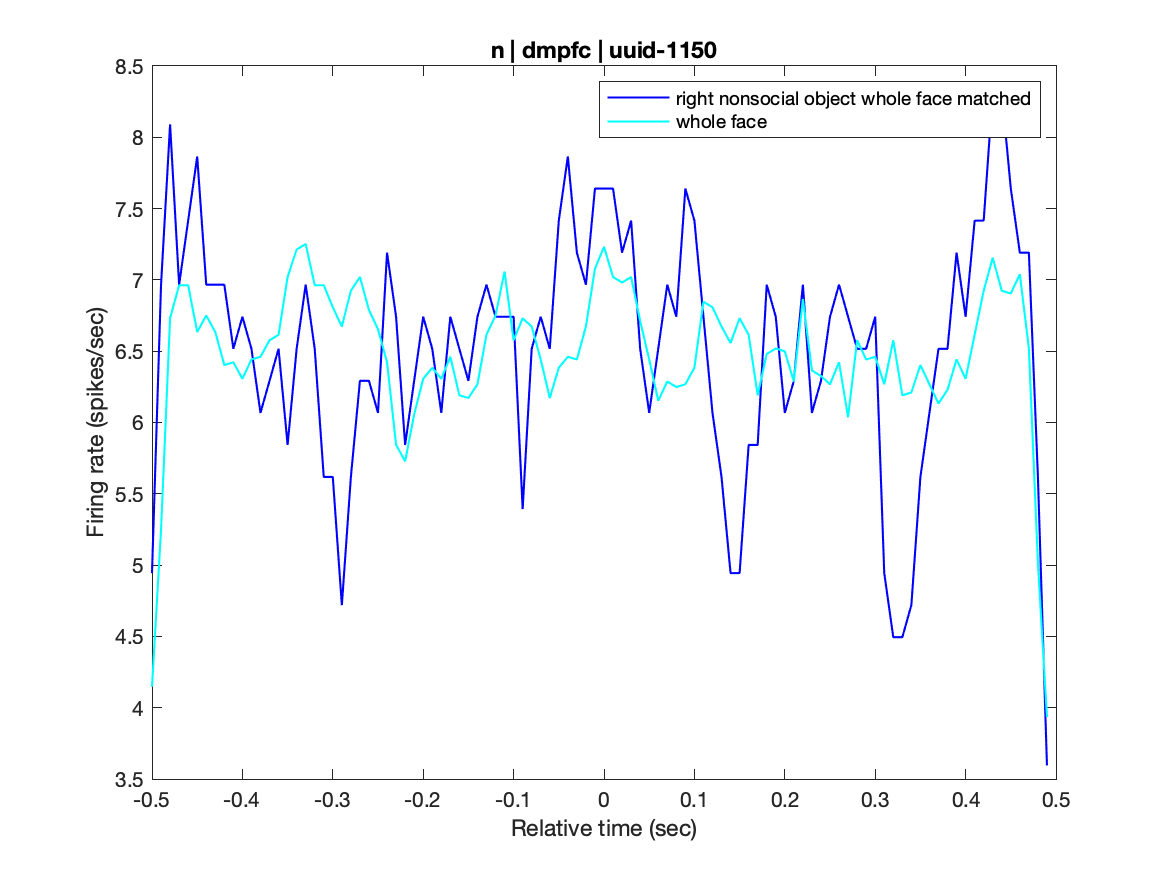 n | dmpfc | uuid-1150
right nonsocial object whole face matched
whole face
8.5
8
7.5
7
6.5
6
5.5
5
4.5
4
3.5
Firing rate (spikes/sec)
-0.5 -0.4 -0.3 -0.2 -0.1 0 0.1 0.2 0.3 0.4 0.5
Relative time (sec)